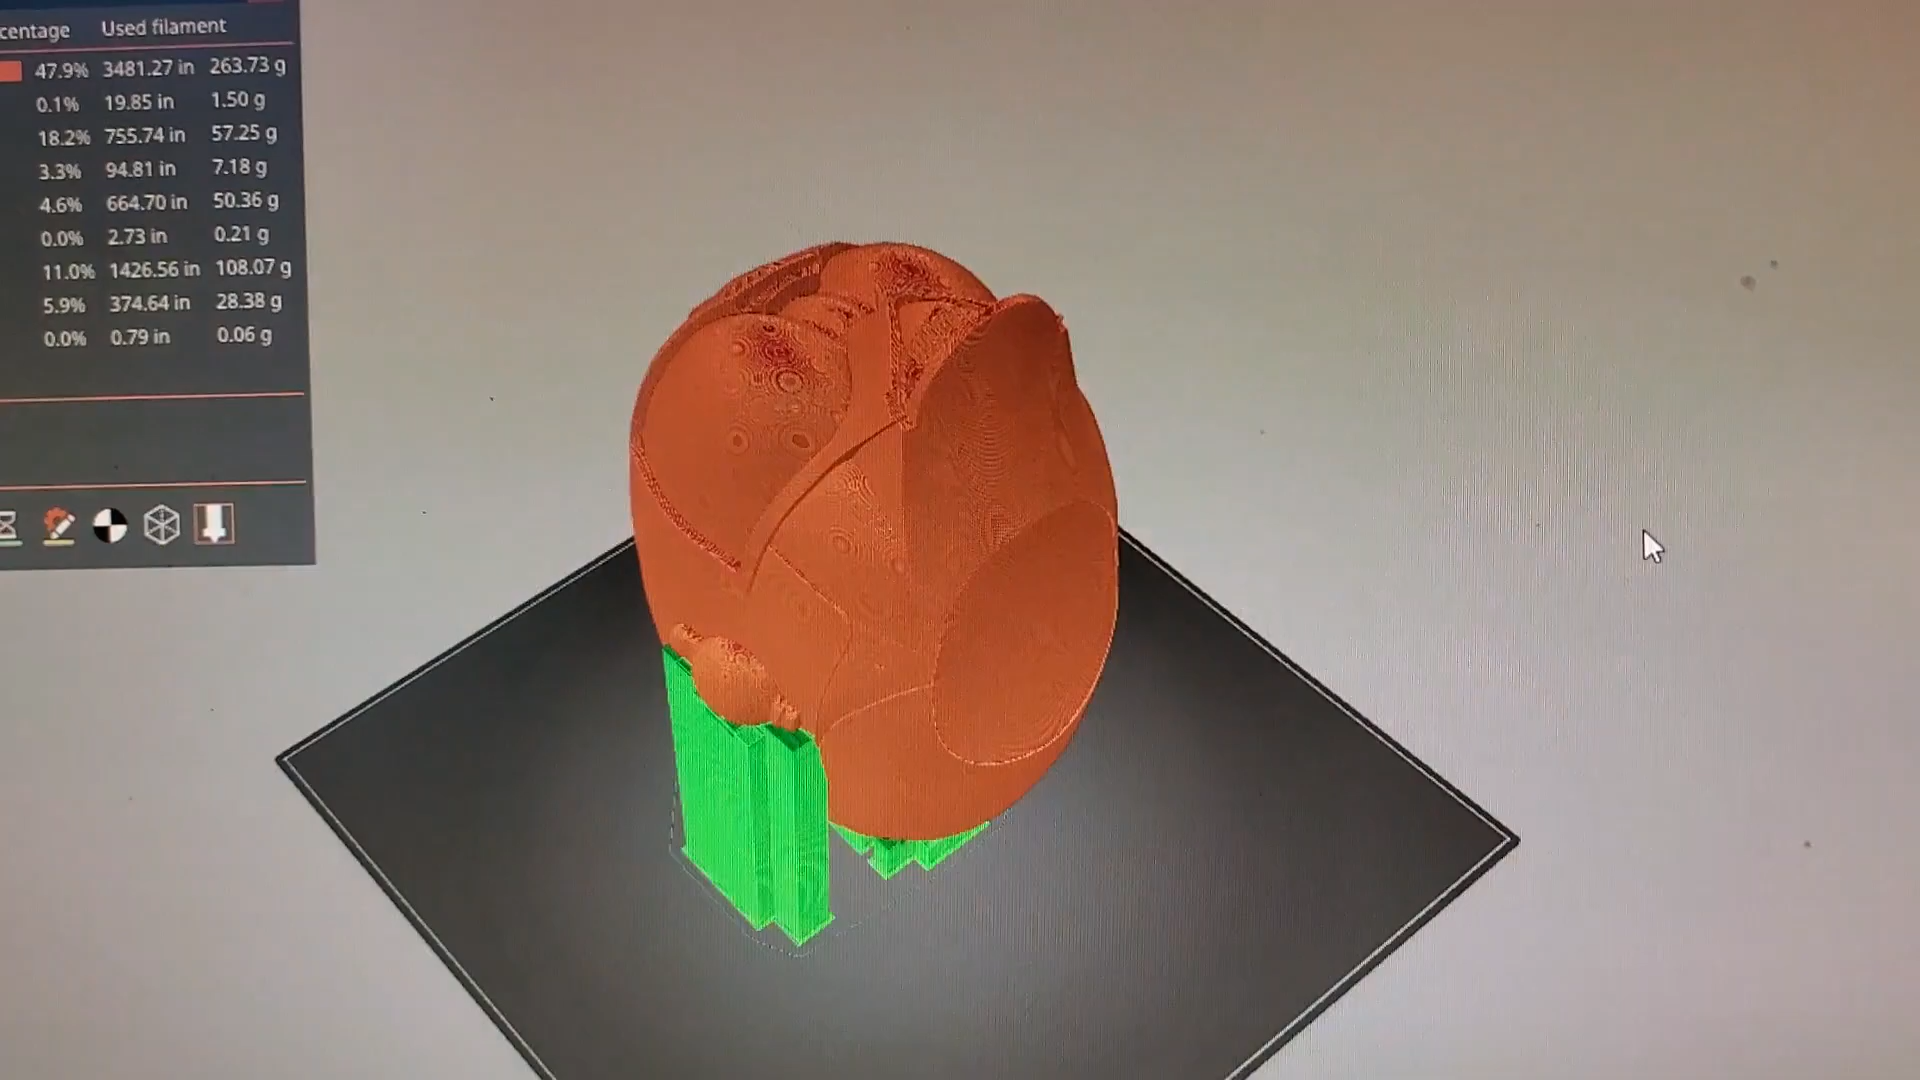 centage Used filament
47.9% 3481.27 in 263.73 g
0.1% 19.85 in 1.50 g
18.2% 755.74 in 57.25 g
3.3% 94.81 in 7.18 g
4.6% 664.70 in 50.36 g
0.0% 2.73 in 0.21 g
11.0% 1426.56 in 108.07 g
5.9% 374.64 in 28.38 g
0.0% 0.79 in 0.06 g